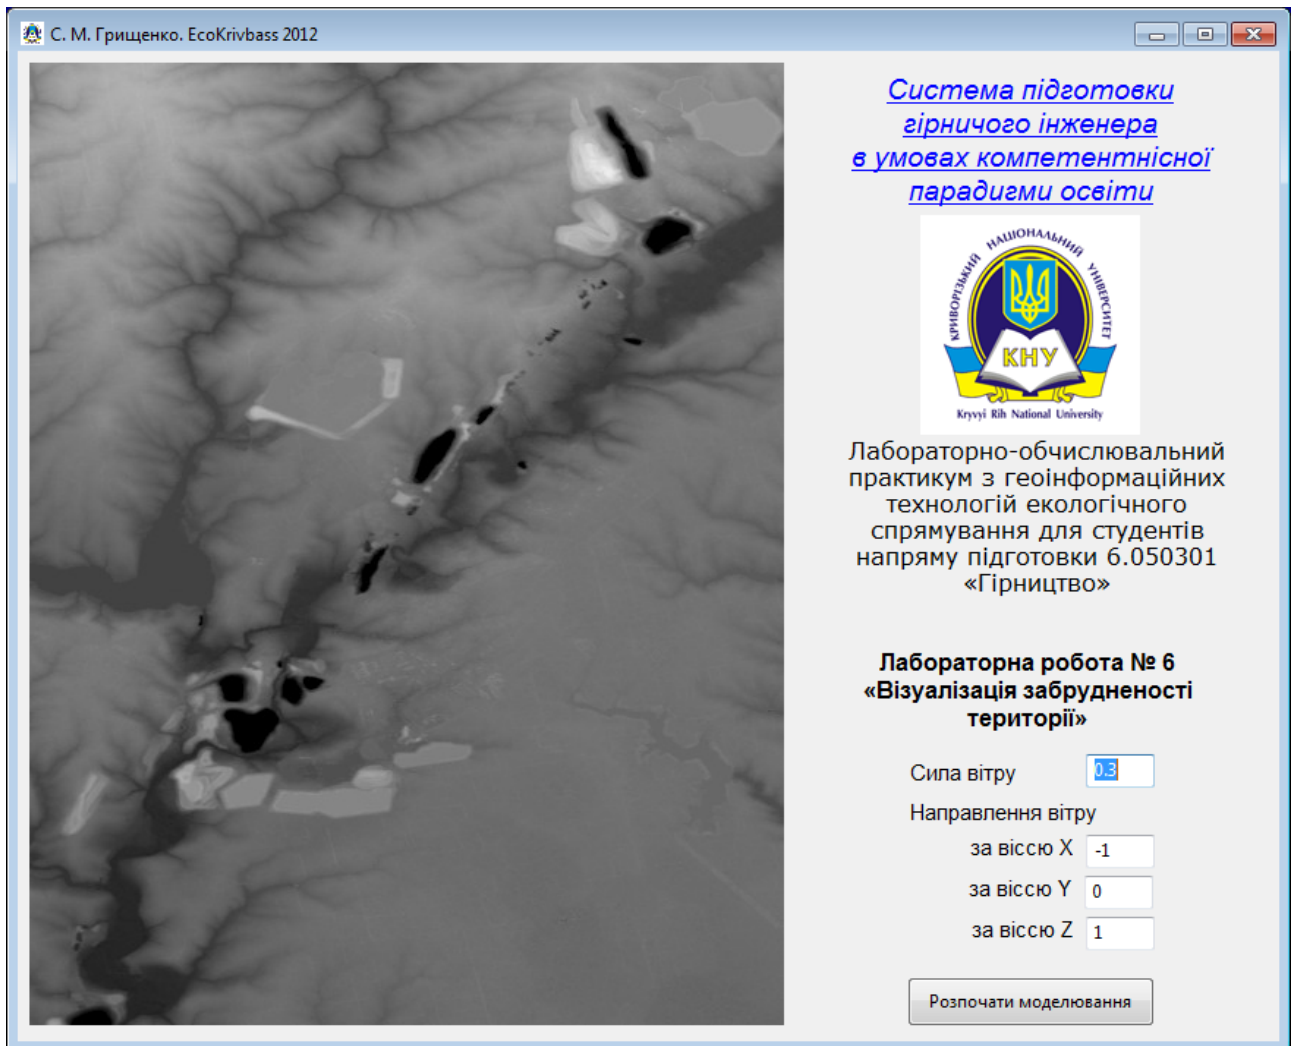 С. М. Грищенко. EcoKrivbass 2012
Система підготовки
гірничого інженера
в умовах компетентнісної
парадигми освіти
КРИВОРІЗЬКИЙ НАЦІОНАЛЬНИЙ УНІВЕРСИТЕТ
КНУ
Kryvyi Rih National University
Лабораторно-обчислювальний
практикум з геоінформаційних
технологій екологічного
спрямування для студентів
напряму підготовки 6.050301
«Гірництво»
Лабораторна робота № 6
«Візуалізація забрудненості
території»
Сила вітру 0.3
Направлення вітру
за віссю X -1
за віссю Y 0
за віссю Z 1
Розпочати моделювання